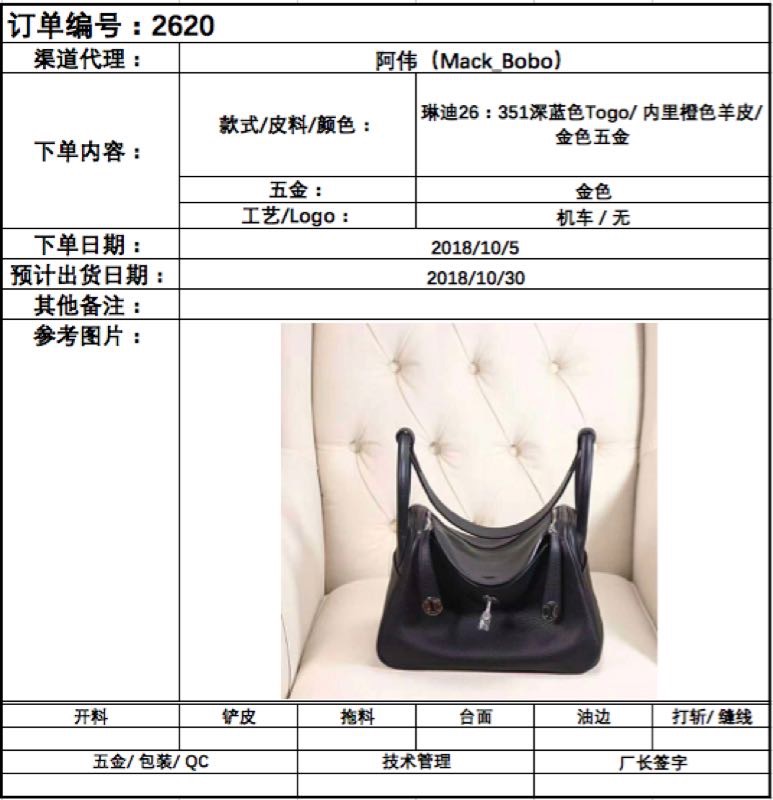 订单编号：2620
渠道代理：
阿伟（Mack_Bobo）
下单内容：
款式/皮料/颜色：
琳迪26：351深蓝色Togo/ 内里橙色羊皮/
金色五金
五金：
金色
工艺/Logo：
机车 / 无
下单日期：
2018/10/5
预计出货日期：
2018/10/30
其他备注：
参考图片：
开料
铲皮
拖料
台面
油边
打斩/ 缝线
五金/ 包装/ QC
技术管理
厂长签字